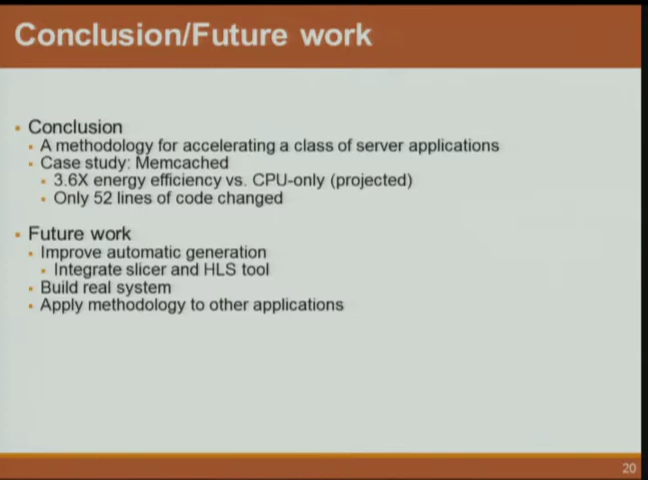 Conclusion/Future work
Conclusion
A methodology for accelerating a class of server applications
Case study: Memcached
3.6X energy efficiency vs. CPU-only (projected)
Only 52 lines of code changed
Future work
Improve automatic generation
Integrate slicer and HLS tool
Build real system
Apply methodology to other applications
20